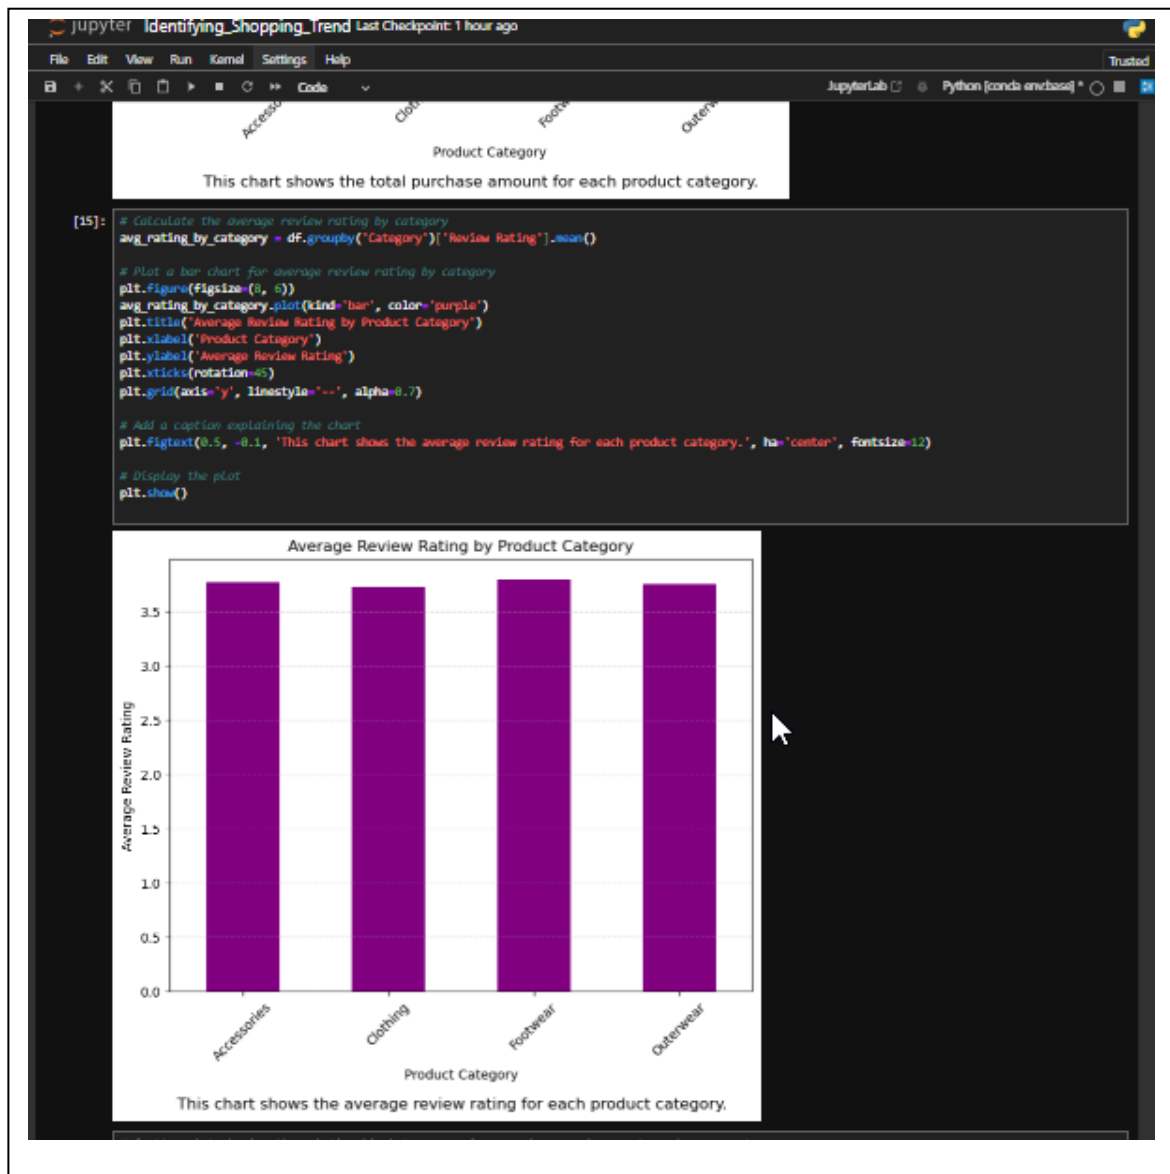 jupyter Identifying_Shopping_Trend Last Checkpoint: 1 hour ago
File Edit View Run Kernel Settings Help Trusted
Code JupyterLab Python [conda env:base] *
Accesso Clothi Footw Outerw
Product Category
This chart shows the total purchase amount for each product category.
[15]: # Calculate the average review rating by category
avg_rating_by_category = df.groupby("Category")['Review Rating'].mean()
# Plot a bar chart for average review rating by category
plt.figure(figsize=(8, 6))
avg_rating_by_category.plot(kind='bar', color='purple')
plt.title("Average Review Rating by Product Category")
plt.xlabel('Product Category')
plt.ylabel('Average Review Rating')
plt.xticks(rotation=45)
plt.grid(axis='y', linestyle='--', alpha=0.7)
# Add a caption explaining the chart
plt.figtext(0.5, -0.1, 'This chart shows the average review rating for each product category.', ha='center', fontsize=12)
# Display the plot
plt.show()
Average Review Rating by Product Category
Average Review Rating
3.5
3.0
2.5
2.0
1.5
1.0
0.5
0.0
Accessories Clothing Footwear Outerwear
Product Category
This chart shows the average review rating for each product category.